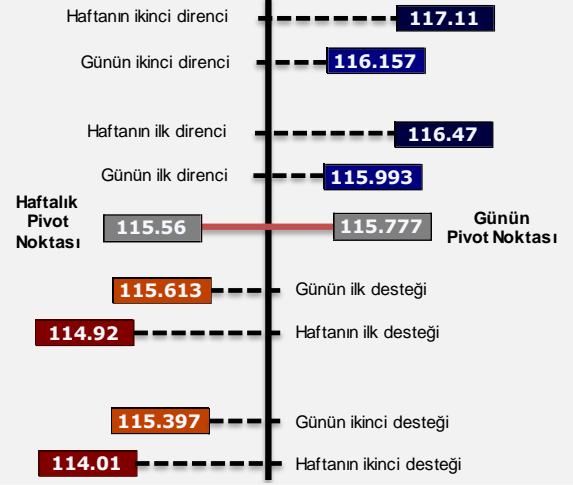 Haftanın ikinci direnci 117.11
Günün ikinci direnci 116.157
Haftanın ilk direnci 116.47
Günün ilk direnci 115.993
Haftalık
Pivot
Noktası
115.56
115.777
Günün
Pivot Noktası
115.613 Günün ilk desteği
114.92 Haftanın ilk desteği
115.397 Günün ikinci desteği
114.01 Haftanın ikinci desteği